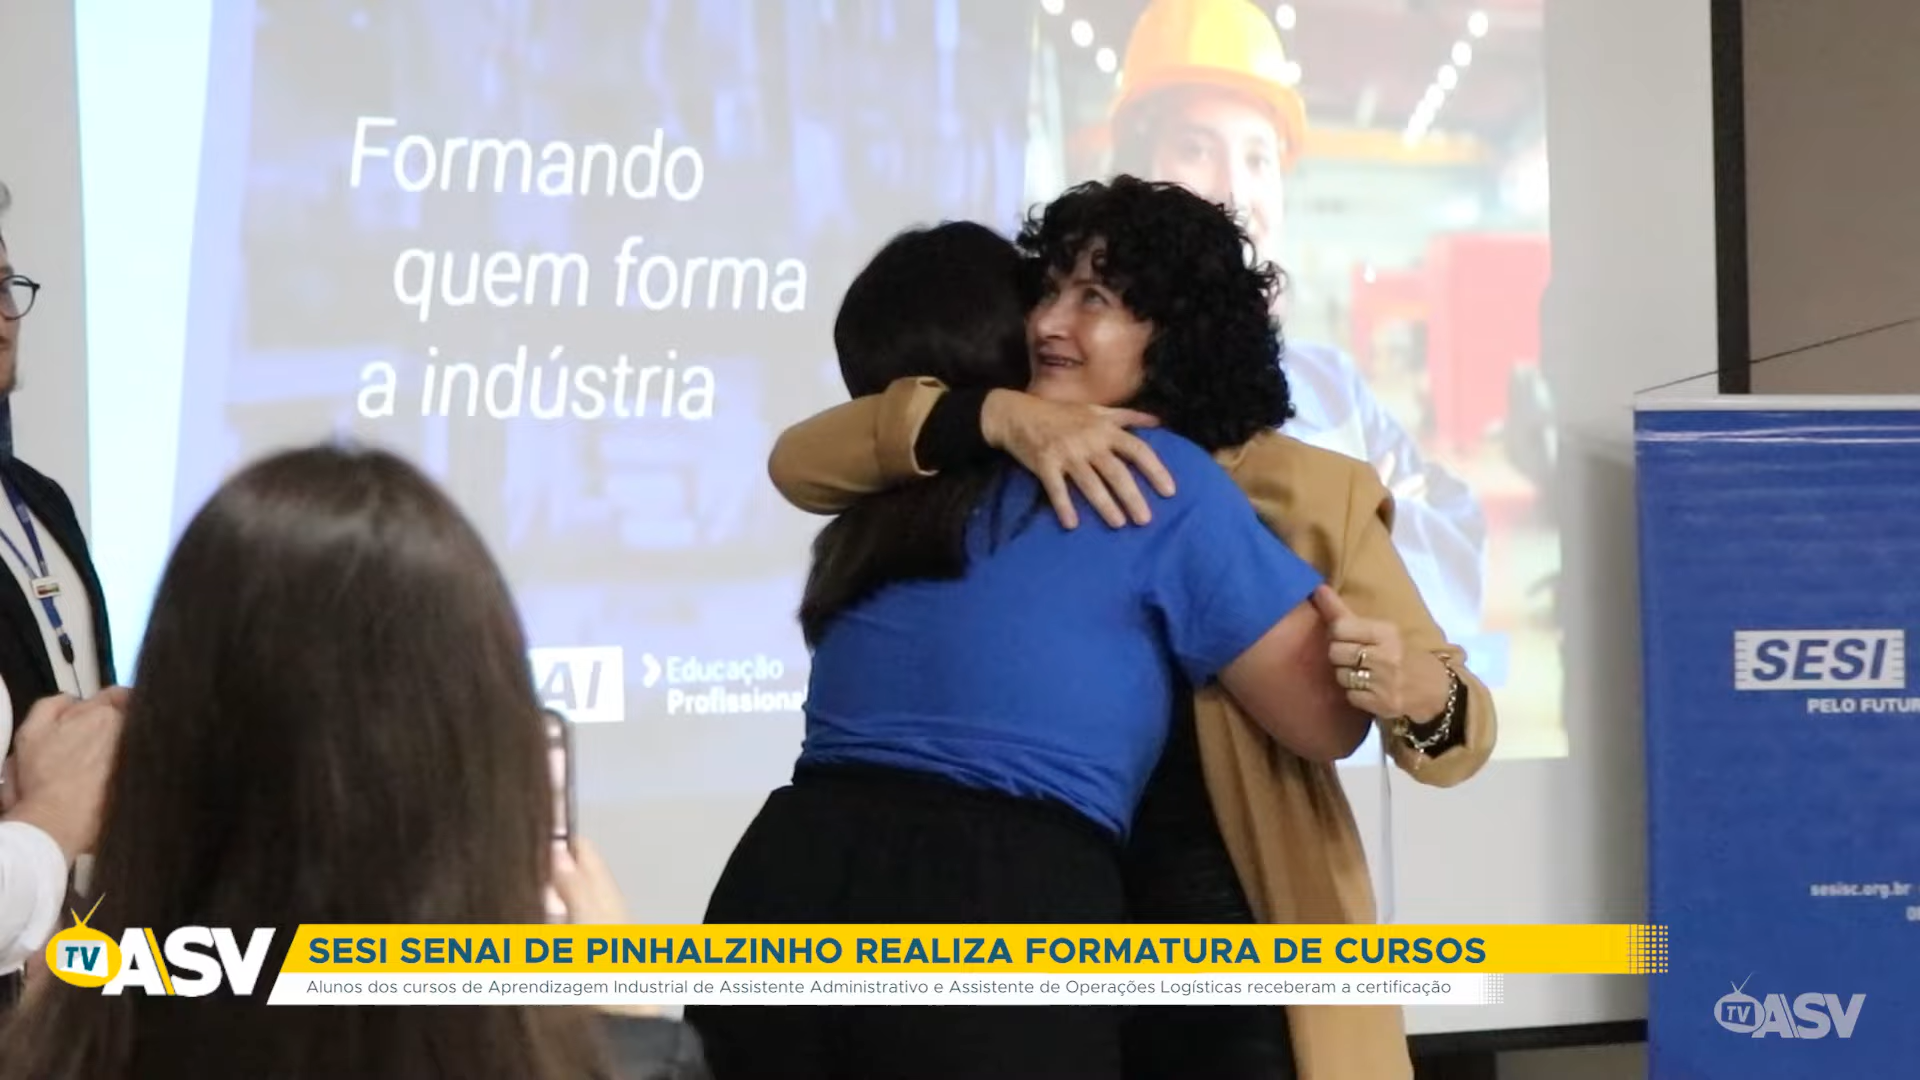 Formando
quem forma
a indústria
AI
Educação
Profissional
SESI
PELO FUTUR
sesisc.org.br
TV ASV
SESI SENAI DE PINHALZINHO REALIZA FORMATURA DE CURSOS
Alunos dos cursos de Aprendizagem Industrial de Assistente Administrativo e Assistente de Operações Logísticas receberam a certificação
TV ASV